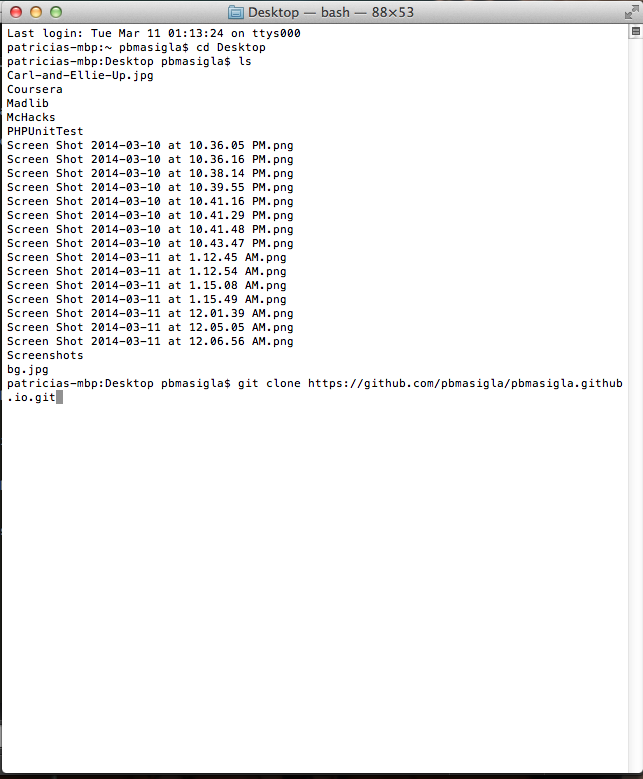 Desktop — bash — 88×53
Last login: Tue Mar 11 01:13:24 on ttys000
patricias-mbp:~ pbmasigla$ cd Desktop
patricias-mbp:Desktop pbmasigla$ ls
Carl-and-Ellie-Up.jpg
Coursera
Madlib
McHacks
PHPUnitTest
Screen Shot 2014-03-10 at 10.36.05 PM.png
Screen Shot 2014-03-10 at 10.36.16 PM.png
Screen Shot 2014-03-10 at 10.38.14 PM.png
Screen Shot 2014-03-10 at 10.39.55 PM.png
Screen Shot 2014-03-10 at 10.41.16 PM.png
Screen Shot 2014-03-10 at 10.41.29 PM.png
Screen Shot 2014-03-10 at 10.41.48 PM.png
Screen Shot 2014-03-10 at 10.43.47 PM.png
Screen Shot 2014-03-11 at 1.12.45 AM.png
Screen Shot 2014-03-11 at 1.12.54 AM.png
Screen Shot 2014-03-11 at 1.15.08 AM.png
Screen Shot 2014-03-11 at 1.15.49 AM.png
Screen Shot 2014-03-11 at 12.01.39 AM.png
Screen Shot 2014-03-11 at 12.05.05 AM.png
Screen Shot 2014-03-11 at 12.06.56 AM.png
Screenshots
bg.jpg
patricias-mbp:Desktop pbmasigla$ git clone https://github.com/pbmasigla/pbmasigla.github
.io.git